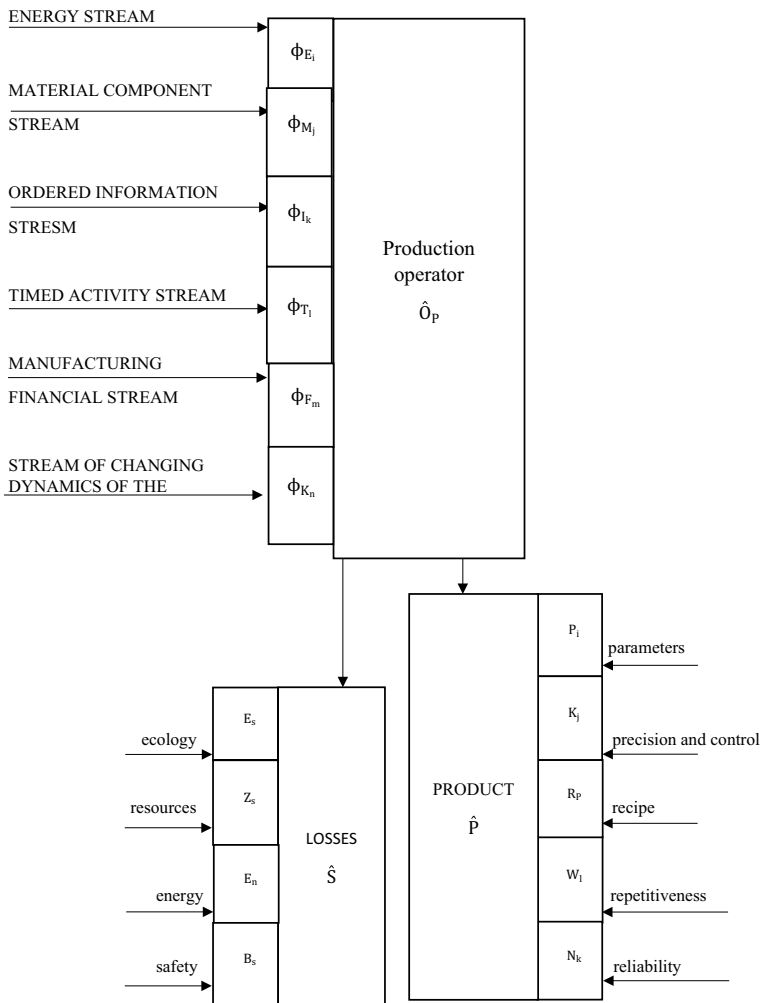 ENERGY STREAM
ϕEi
MATERIAL COMPONENT
STREAM
ϕMj
ORDERED INFORMATION
STRESM
ϕIk
Production
operator
ÔP
TIMED ACTIVITY STREAM
ϕTl
MANUFACTURING
FINANCIAL STREAM
ϕFm
STREAM OF CHANGING
DYNAMICS OF THE
ϕKn
Pi
parameters
Kj
precision and control
PRODUCT
P̂
RP
recipe
Wl
repetitiveness
Nk
reliability
Es
ecology
Zs
resources
LOSSES
Ŝ
En
energy
Bs
safety